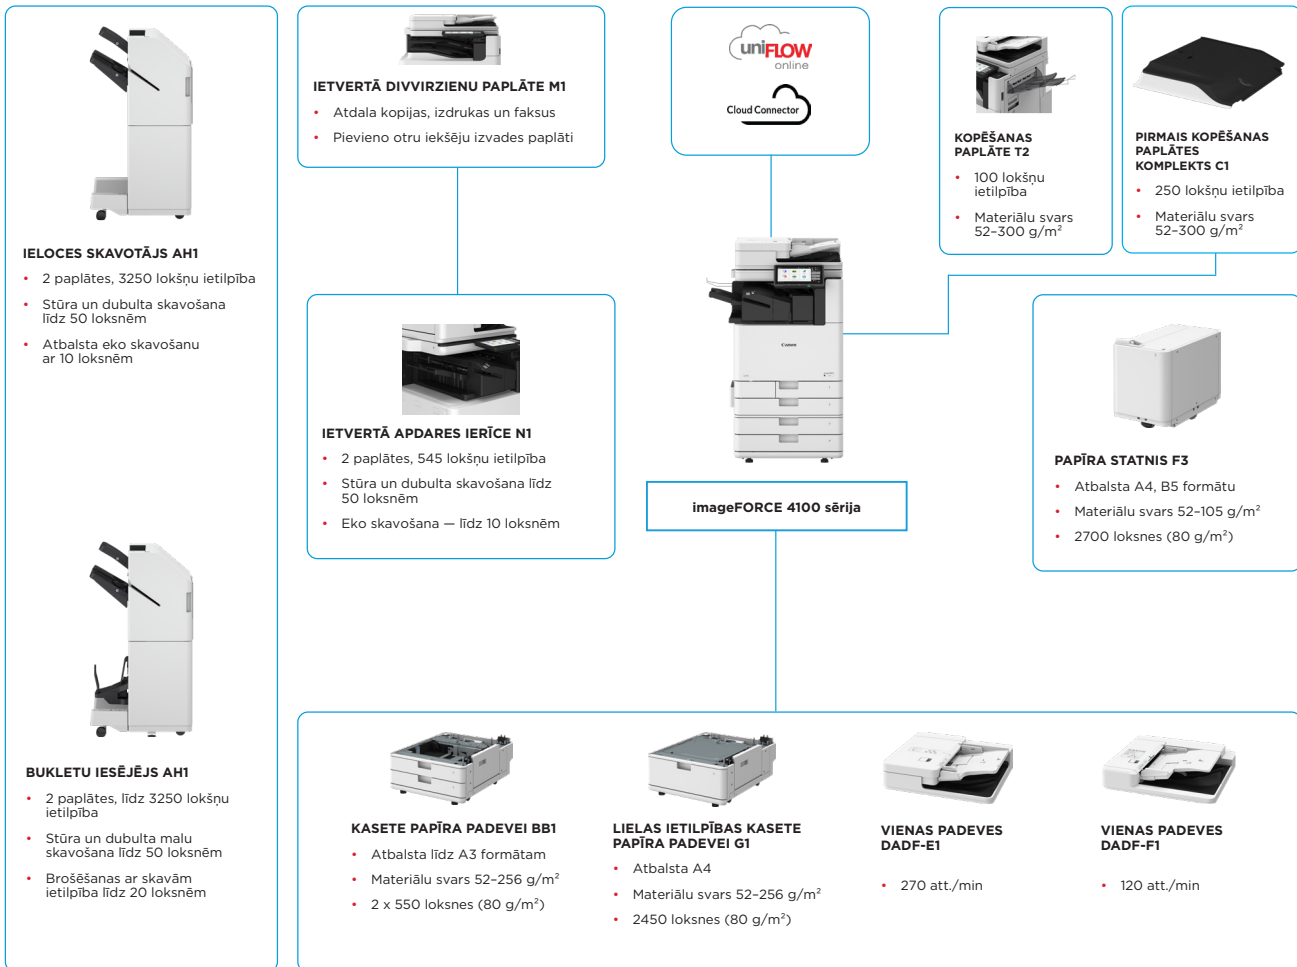 IELOCES SKAVOTĀJS AH1
• 2 paplātes, 3250 lokšņu ietilpība
• Stūra un dubulta skavošana
līdz 50 loksnēm
• Atbalsta eko skavošanu
ar 10 loksnēm
BUKLETU IESĒJĒJS AH1
• 2 paplātes, līdz 3250 lokšņu
ietilpība
• Stūra un dubulta malu
skavošana līdz 50 loksnēm
• Brošēšanas ar skavām
ietilpība līdz 20 loksnēm
IETVERTĀ DIVVIRZIENU PAPLĀTE M1
• Atdala kopijas, izdrukas un faksus
• Pievieno otru iekšēju izvades paplāti
IETVERTĀ APDARES IERĪCE N1
• 2 paplātes, 545 lokšņu ietilpība
• Stūra un dubulta skavošana līdz
50 loksnēm
• Eko skavošana — līdz 10 loksnēm
uniFLOW
online
Cloud Connector
Canon
imageFORCE 4100 sērija
KOPĒŠANAS
PAPLĀTE T2
• 100 lokšņu
ietilpība
• Materiālu svars
52–300 g/m²
PIRMAIS KOPĒŠANAS
PAPLĀTES
KOMPLEKTS C1
• 250 lokšņu ietilpība
• Materiālu svars
52–300 g/m²
PAPĪRA STATNIS F3
• Atbalsta A4, B5 formātu
• Materiālu svars 52–105 g/m²
• 2700 loksnes (80 g/m²)
KASETE PAPĪRA PADEVEI BB1
• Atbalsta līdz A3 formātam
• Materiālu svars 52–256 g/m²
• 2 x 550 loksnes (80 g/m²)
LIELAS IETILPĪBAS KASETE
PAPĪRA PADEVEI G1
• Atbalsta A4
• Materiālu svars 52–256 g/m²
• 2450 loksnes (80 g/m²)
VIENAS PADEVES
DADF-E1
• 270 att./min
VIENAS PADEVES
DADF-F1
• 120 att./min